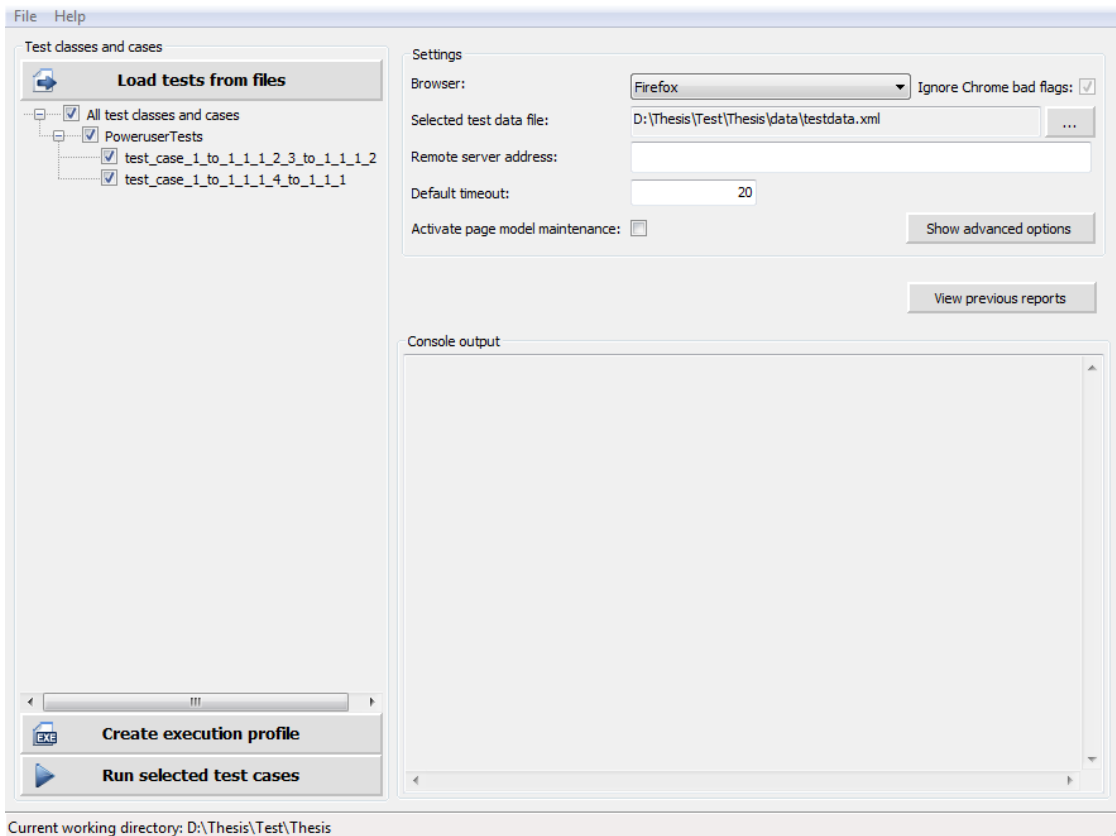 File Help
Test classes and cases
Load tests from files
All test classes and cases
PoweruserTests
test_case_1_to_1_1_1_2_3_to_1_1_1_2
test_case_1_to_1_1_1_4_to_1_1_1
EXE
Create execution profile
Run selected test cases
Settings
Browser: Firefox Ignore Chrome bad flags:
Selected test data file: D:\Thesis\Test\Thesis\data\testdata.xml ...
Remote server address:
Default timeout: 20
Activate page model maintenance: Show advanced options
View previous reports
Console output
Current working directory: D:\Thesis\Test\Thesis